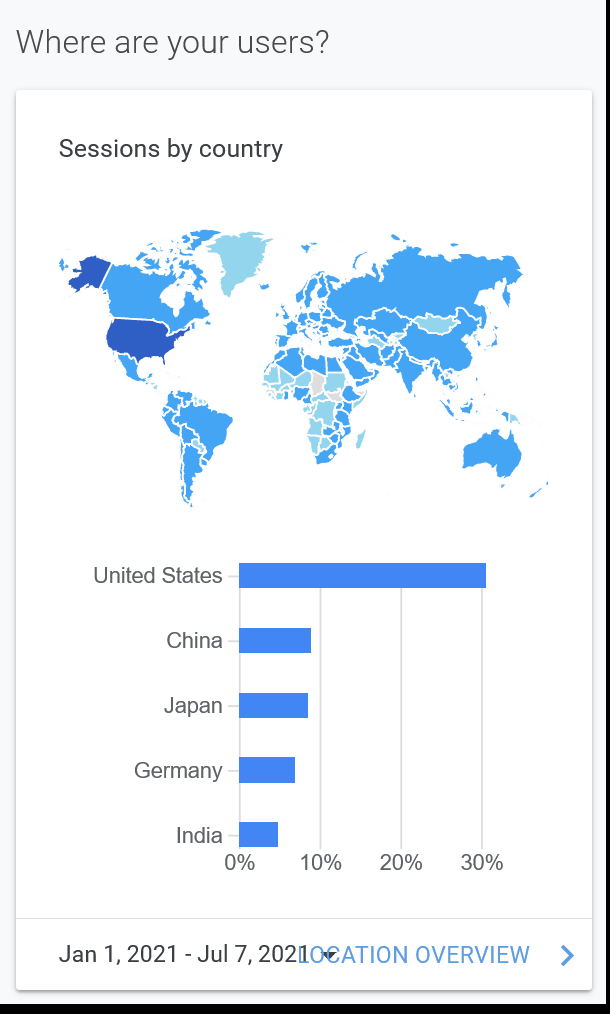 Where are your users?
Sessions by country
United States
China
Japan
Germany
India
0% 10% 20% 30%
Jan 1, 2021 - Jul 7, 2021 LOCATION OVERVIEW